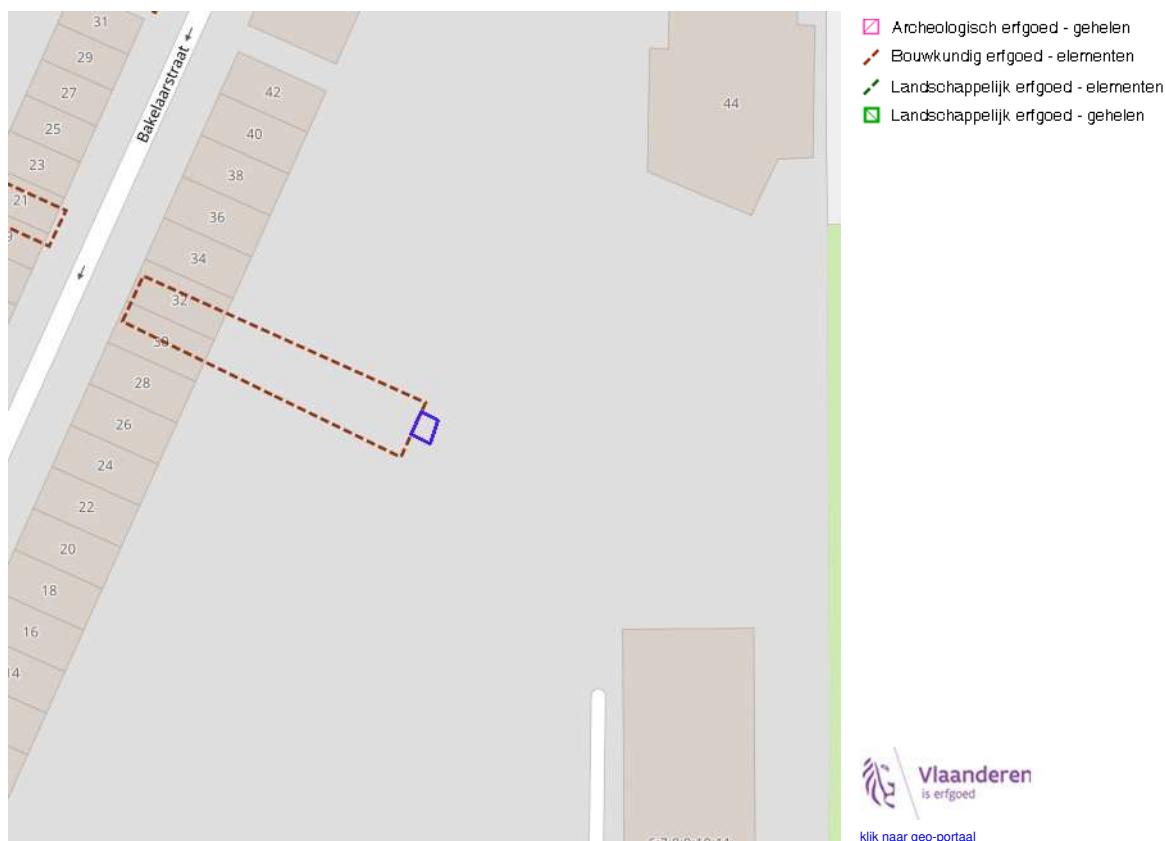 31
29
27
25
23
21
Bakelaarstraat
42
40
38
36
34
32
30
28
26
24
22
20
18
16
14
44
Archeologisch erfgoed - gehelen
Bouwkundig erfgoed - elementen
Landschappelijk erfgoed - elementen
Landschappelijk erfgoed - gehelen
Vlaanderen
is erfgoed
klik naar geo-portaal